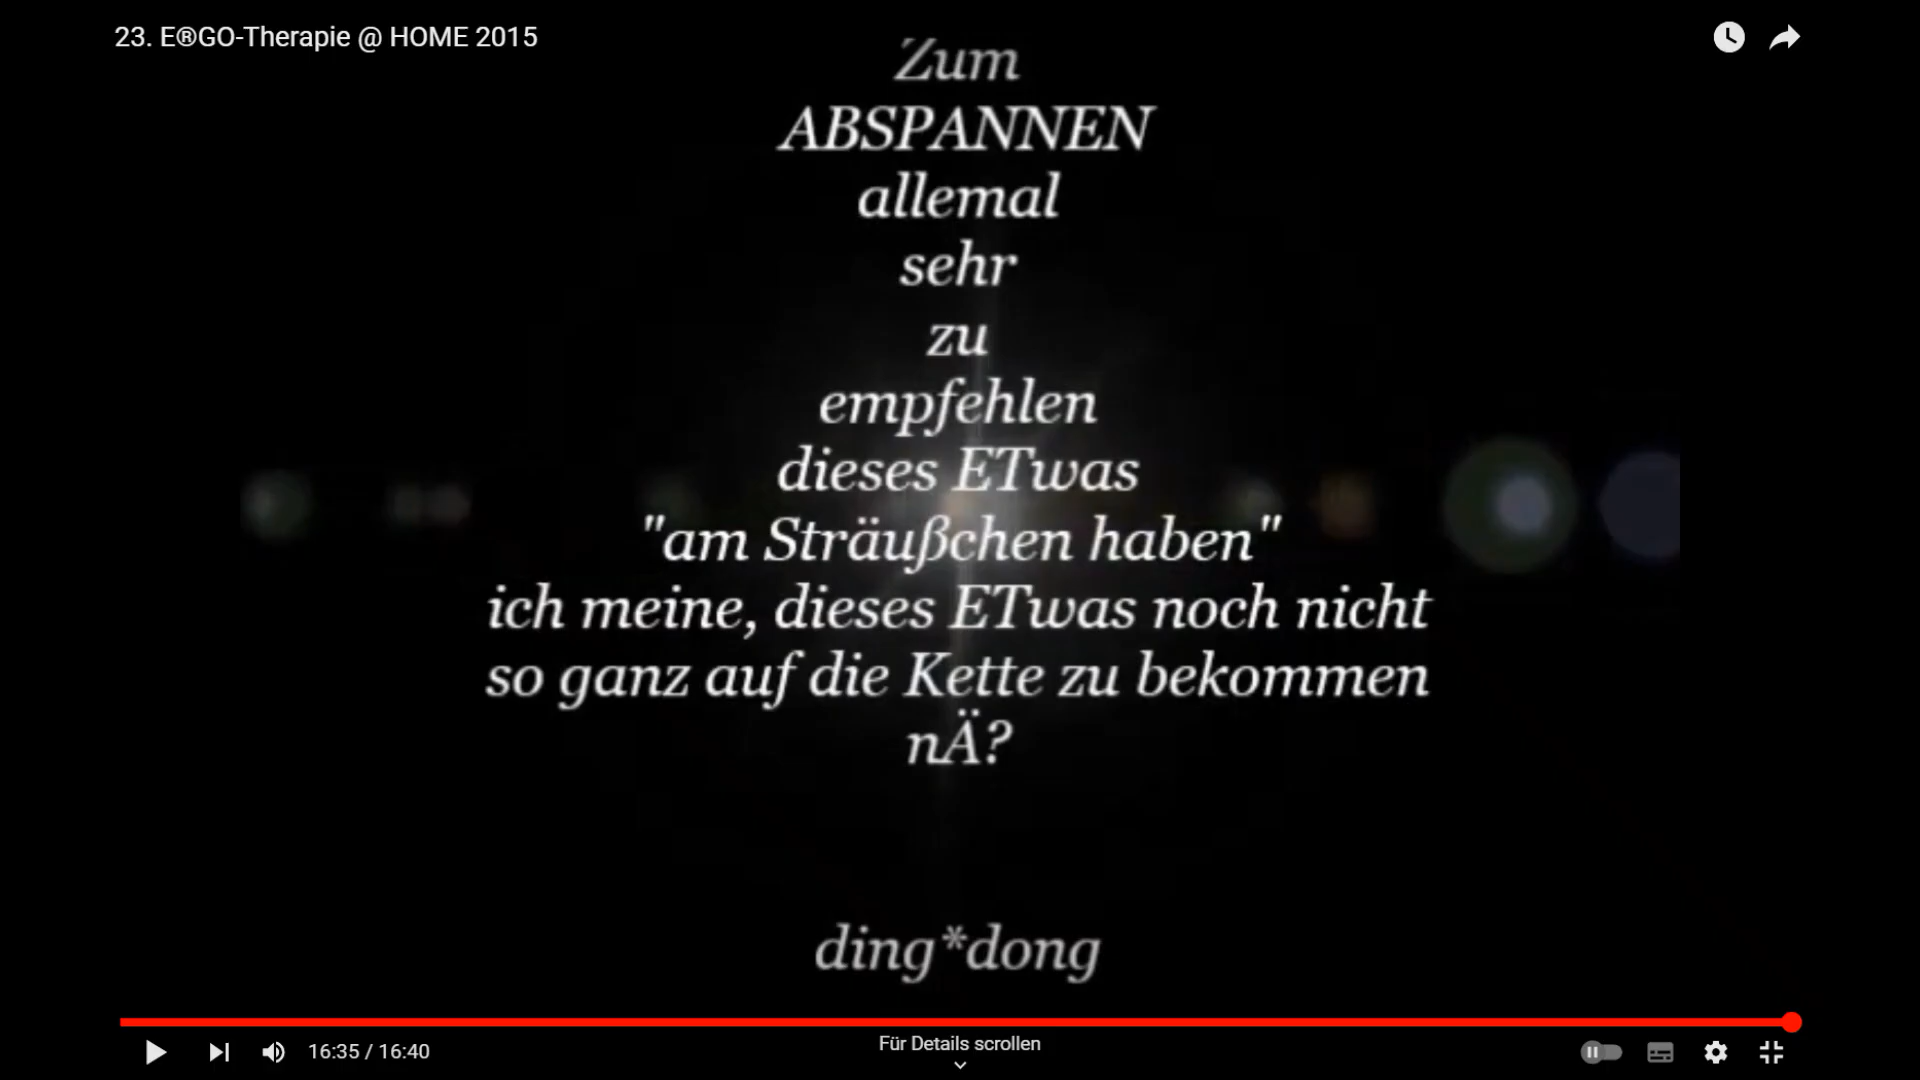 23. E®GO-Therapie @ HOME 2015
Zum
ABSPANNEN
allemal
sehr
zu
empfehlen
dieses ETwas
"am Sträußchen haben"
ich meine, dieses ETwas noch nicht
so ganz auf die Kette zu bekommen
nÄ?
ding*dong
16:35 / 16:40
Für Details scrollen